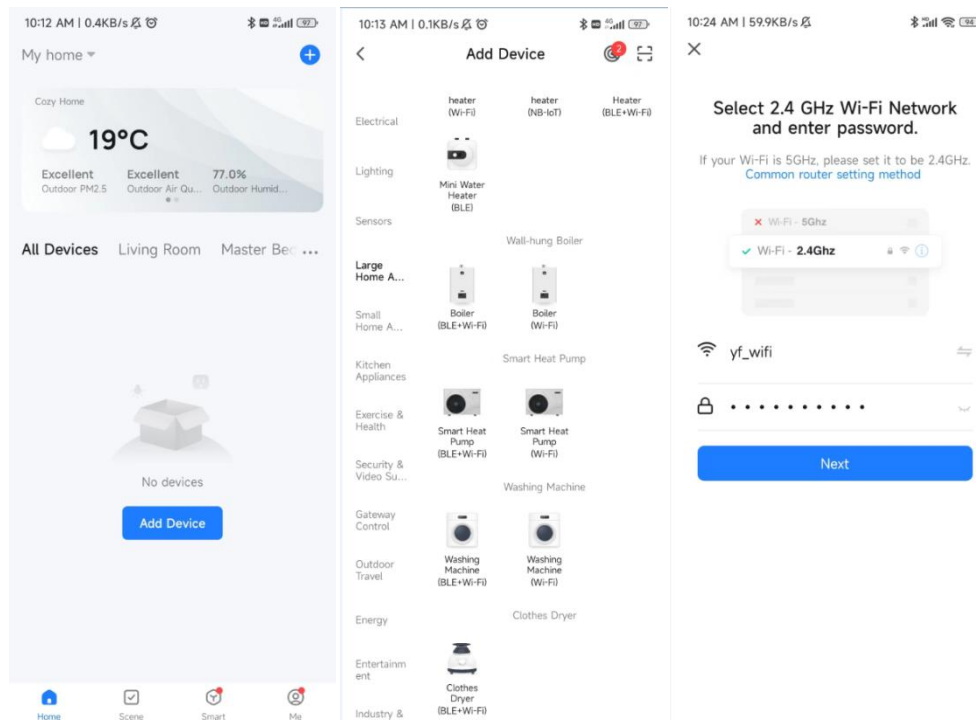 10:12 AM | 0.4KB/s
97
My home
Cozy Home
19°C
Excellent
Excellent
77.0%
Outdoor PM2.5
Outdoor Air Qu...
Outdoor Humid...
All Devices
Living Room
Master Bec
...
No devices
Add Device
Home
Scene
Smart
Me
10:13 AM | 0.1KB/s
97
Add Device
2
Electrical
Lighting
Sensors
Large
Home A...
Small
Home A...
Kitchen
Appliances
Exercise &
Health
Security &
Video Su...
Gateway
Control
Outdoor
Travel
Energy
Entertainm
ent
Industry &
heater
(Wi-Fi)
heater
(NB-IoT)
Heater
(BLE+Wi-Fi)
Mini Water
Heater
(BLE)
Wall-hung Boiler
Boiler
(BLE+Wi-Fi)
Boiler
(Wi-Fi)
Smart Heat Pump
Smart Heat
Pump
(BLE+Wi-Fi)
Smart Heat
Pump
(Wi-Fi)
Washing Machine
Washing
Machine
(BLE+Wi-Fi)
Washing
Machine
(Wi-Fi)
Clothes Dryer
Clothes
Dryer
(BLE+Wi-Fi)
10:24 AM | 59.9KB/s
94
Select 2.4 GHz Wi-Fi Network
and enter password.
If your Wi-Fi is 5GHz, please set it to be 2.4GHz.
Common router setting method
Wi-Fi - 5Ghz
Wi-Fi - 2.4Ghz
yf_wifi
Next